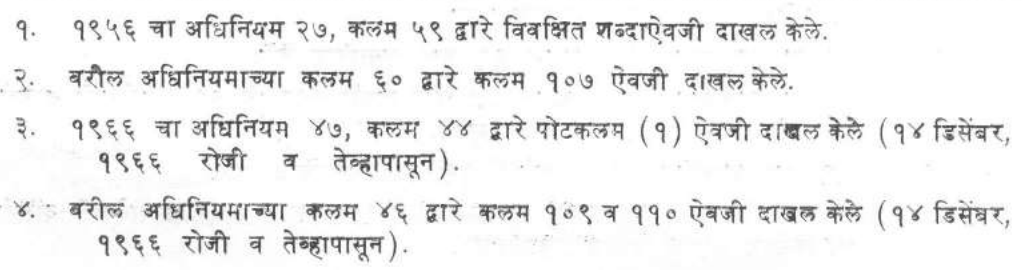 १. १९५६ चा अधिनियम २७, कलम ५९ द्वारे विवक्षित शब्दाऐवजी दाखल केले.
२. वरील अधिनियमाच्या कलम ६० द्वारे कलम १०७ ऐवजी दाखल केले.
३. १९६६ चा अधिनियम ४७, कलम ४४ द्वारे पोटकलम (१) ऐवजी दाखल केले (१४ डिसेंबर,
१९६६ रोजी व तेव्हापासून).
४. वरील अधिनियमाच्या कलम ४६ द्वारे कलम १०९ व ११० ऐवजी दाखल केले (१४ डिसेंबर,
१९६६ रोजी व तेव्हापासून).